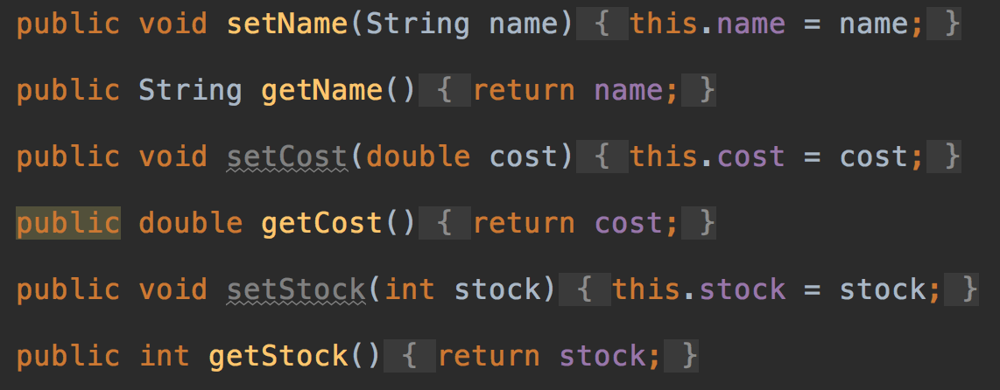 public void setName(String name) { this.name = name; }
public String getName() { return name; }
public void setCost(double cost) { this.cost = cost; }
public double getCost() { return cost; }
public void setStock(int stock) { this.stock = stock; }
public int getStock() { return stock; }